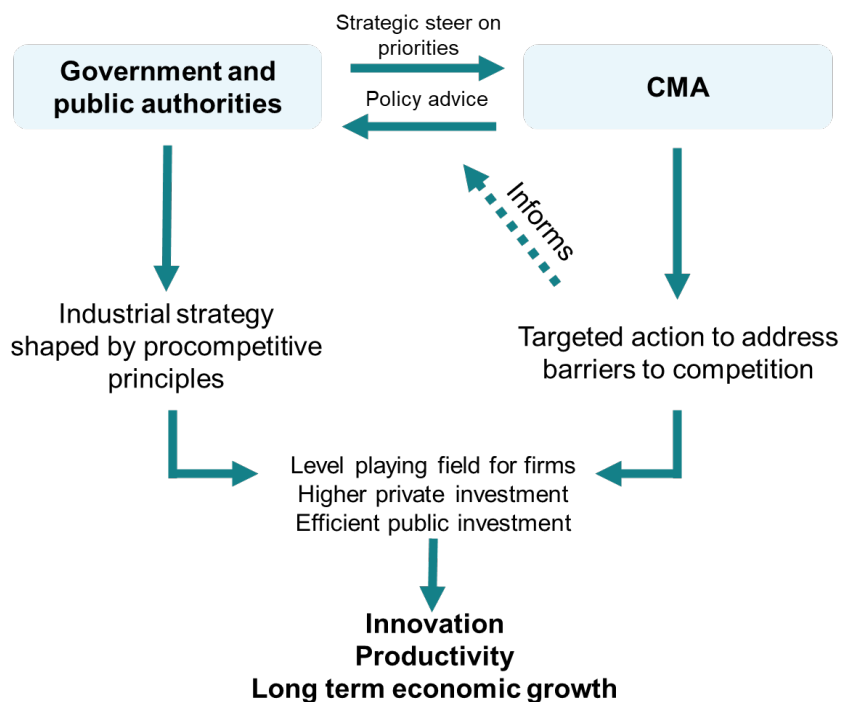 Strategic steer on
priorities
Government and
public authorities
CMA
Policy advice
Informs
Industrial strategy
shaped by procompetitive
principles
Targeted action to address
barriers to competition
Level playing field for firms
Higher private investment
Efficient public investment
Innovation
Productivity
Long term economic growth